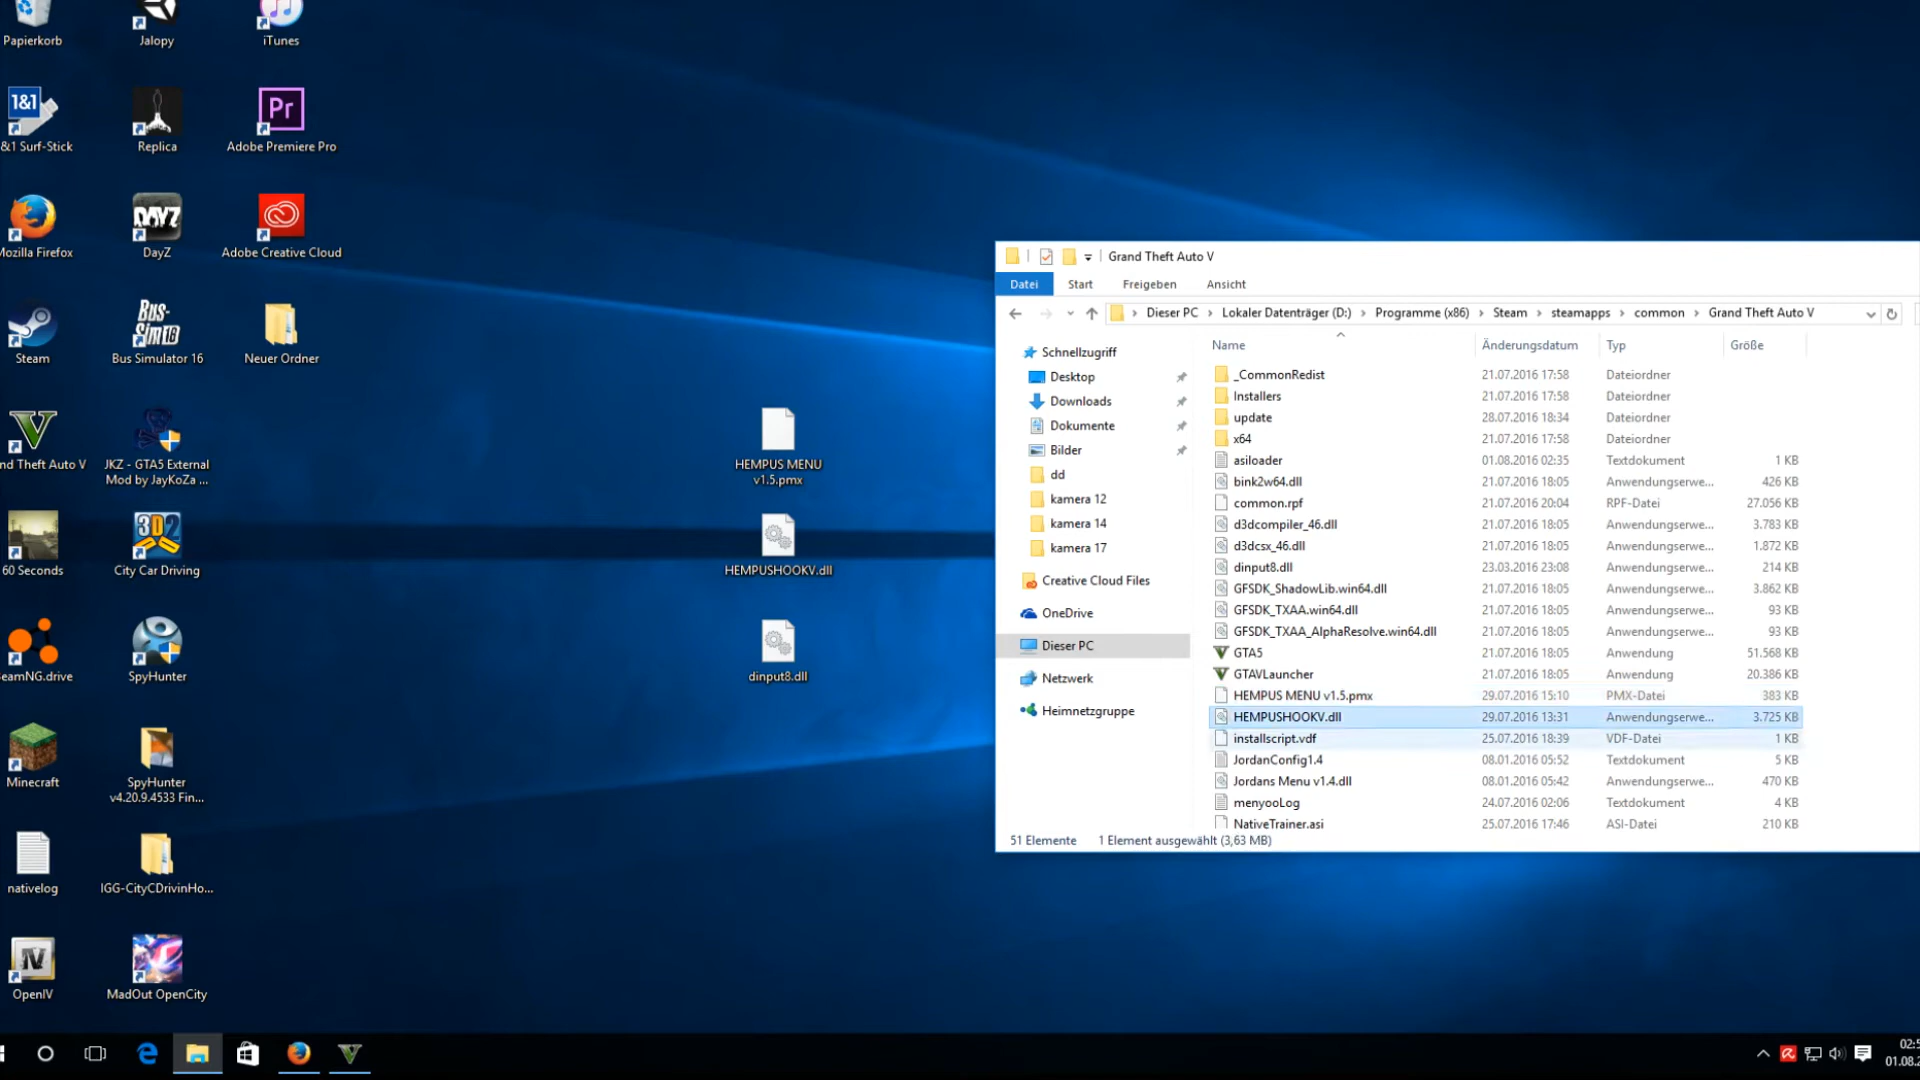 Papierkorb
Jalopy
iTunes
1&1
&1 Surf-Stick
Replica
Pr
Adobe Premiere Pro
Mozilla Firefox
DAYZ
DayZ
Adobe Creative Cloud
Steam
BUS-
SIM16
Bus Simulator 16
Neuer Ordner
nd Theft Auto V
JKZ - GTA5 External
Mod by JayKoZa ...
60 Seconds
3D2
City Car Driving
eamNG.drive
SpyHunter
Minecraft
SpyHunter
v4.20.9.4533 Fin...
nativelog
IGG-CityCDrivinHo...
IV
OpenIV
MadOut OpenCity
HEMPUS MENU
v1.5.pmx
HEMPUSHOOKV.dll
dinput8.dll
Grand Theft Auto V
Datei Start Freigeben Ansicht
Dieser PC › Lokaler Datenträger (D:) › Programme (x86) › Steam › steamapps › common › Grand Theft Auto V
Schnellzugriff
Desktop
Downloads
Dokumente
Bilder
dd
kamera 12
kamera 14
kamera 17
Creative Cloud Files
OneDrive
Dieser PC
Netzwerk
Heimnetzgruppe
Name Änderungsdatum Typ Größe
_CommonRedist 21.07.2016 17:58 Dateiordner
Installers 21.07.2016 17:58 Dateiordner
update 28.07.2016 18:34 Dateiordner
x64 21.07.2016 17:58 Dateiordner
asiloader 01.08.2016 02:35 Textdokument 1 KB
bink2w64.dll 21.07.2016 18:05 Anwendungserwe... 426 KB
common.rpf 21.07.2016 20:04 RPF-Datei 27.056 KB
d3dcompiler_46.dll 21.07.2016 18:05 Anwendungserwe... 3.783 KB
d3dcsx_46.dll 21.07.2016 18:05 Anwendungserwe... 1.872 KB
dinput8.dll 23.03.2016 23:08 Anwendungserwe... 214 KB
GFSDK_ShadowLib.win64.dll 21.07.2016 18:05 Anwendungserwe... 3.862 KB
GFSDK_TXAA.win64.dll 21.07.2016 18:05 Anwendungserwe... 93 KB
GFSDK_TXAA_AlphaResolve.win64.dll 21.07.2016 18:05 Anwendungserwe... 93 KB
GTA5 21.07.2016 18:05 Anwendung 51.568 KB
GTAVLauncher 21.07.2016 18:05 Anwendung 20.386 KB
HEMPUS MENU v1.5.pmx 29.07.2016 15:10 PMX-Datei 383 KB
HEMPUSHOOKV.dll 29.07.2016 13:31 Anwendungserwe... 3.725 KB
installscript.vdf 25.07.2016 18:39 VDF-Datei 1 KB
JordanConfig1.4 08.01.2016 05:52 Textdokument 5 KB
Jordans Menu v1.4.dll 08.01.2016 05:42 Anwendungserwe... 470 KB
menyooLog 24.07.2016 02:06 Textdokument 4 KB
NativeTrainer.asi 25.07.2016 17:46 ASI-Datei 210 KB
51 Elemente 1 Element ausgewählt (3,63 MB)
02:5
01.08.2